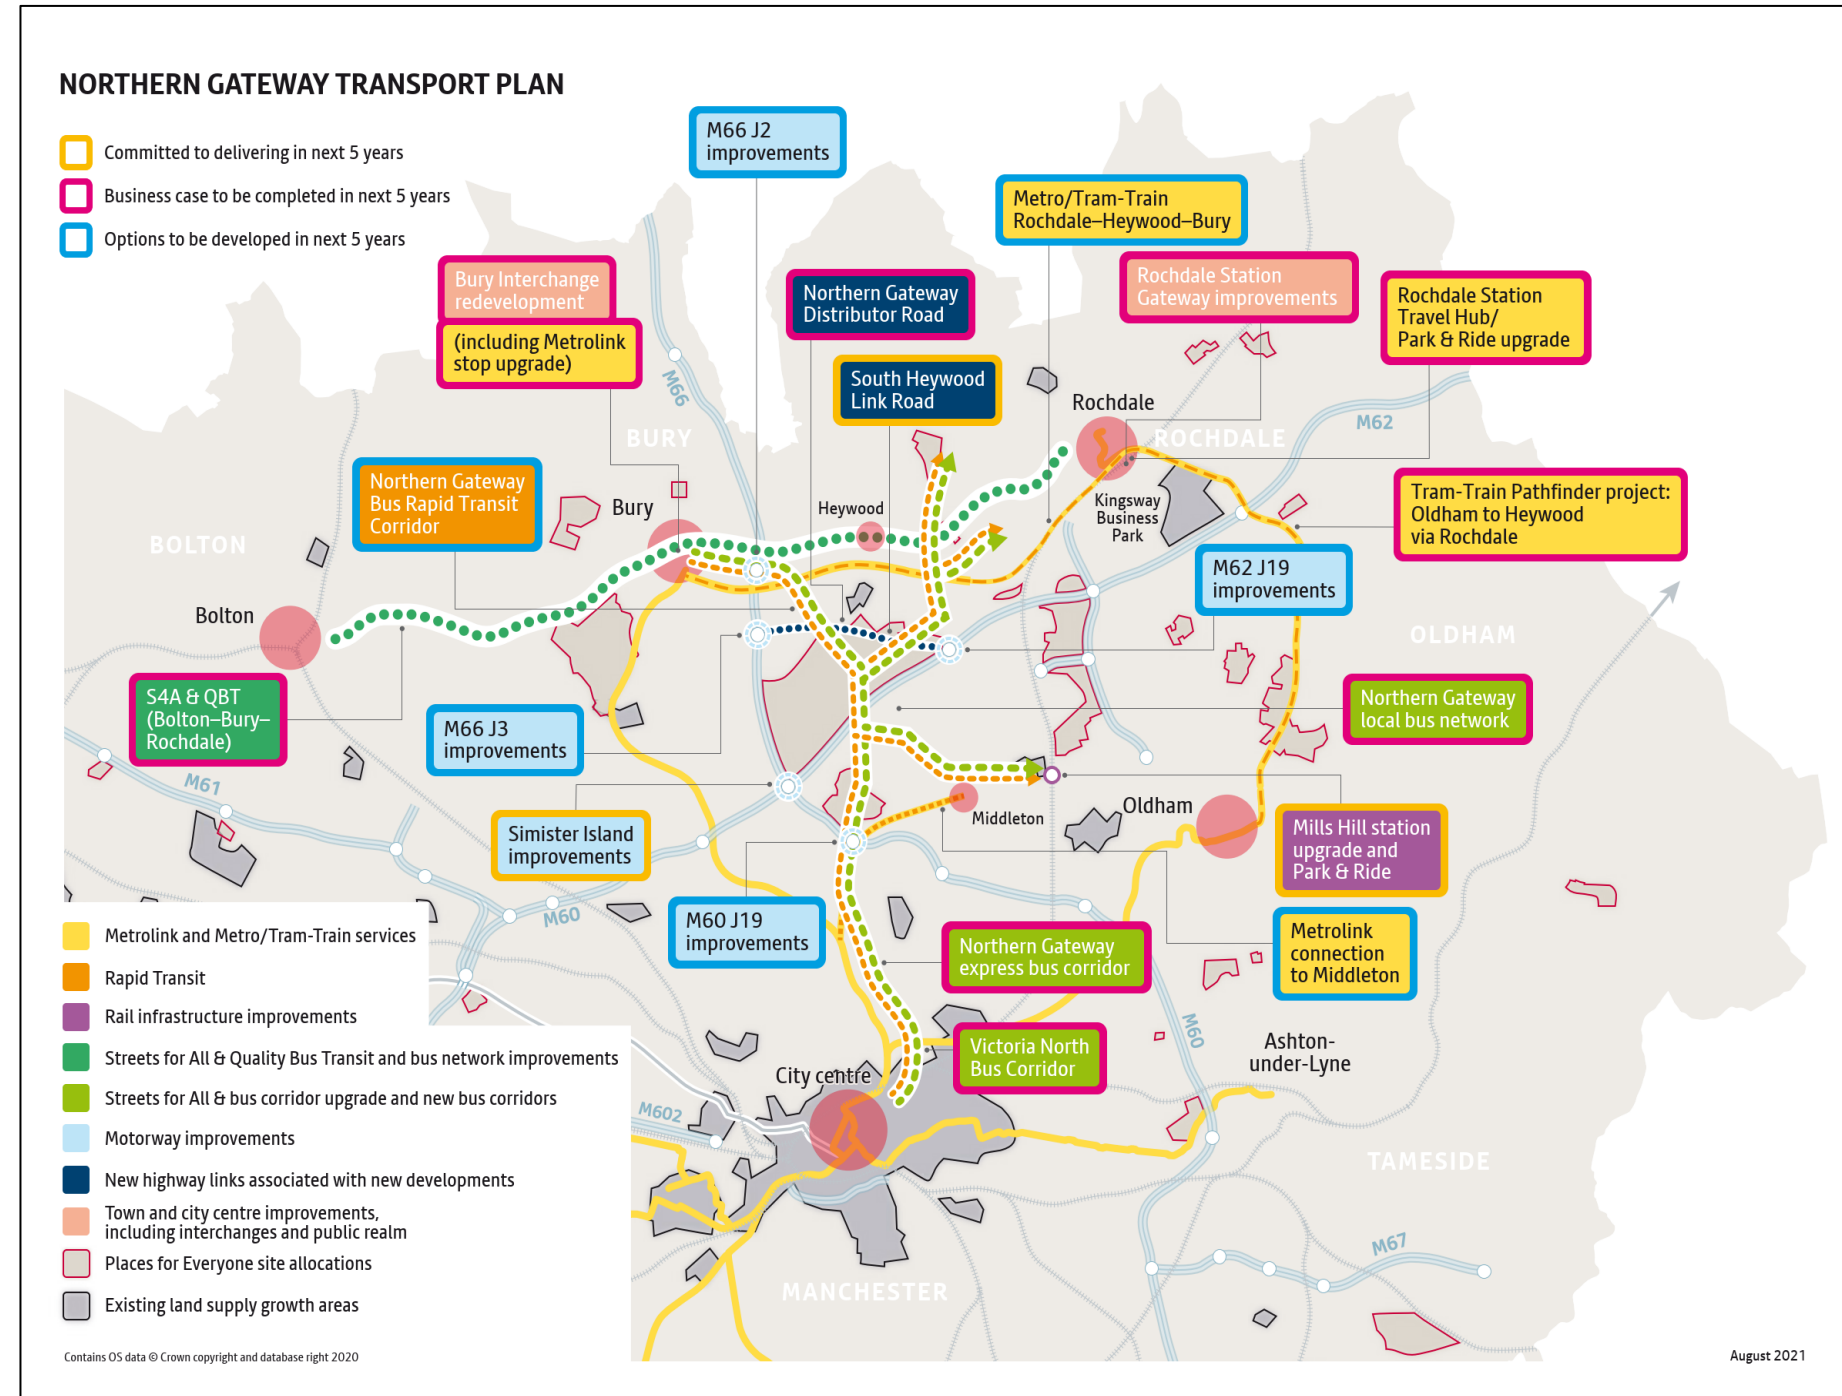 NORTHERN GATEWAY TRANSPORT PLAN
Committed to delivering in next 5 years
Business case to be completed in next 5 years
Options to be developed in next 5 years
M66 J2
improvements
Metro/Tram-Train
Rochdale–Heywood–Bury
Bury Interchange
redevelopment
(including Metrolink
stop upgrade)
Northern Gateway
Distributor Road
Rochdale Station
Gateway improvements
Rochdale Station
Travel Hub/
Park & Ride upgrade
South Heywood
Link Road
M66
Rochdale
M62
BURY
ROCHDALE
Northern Gateway
Bus Rapid Transit
Corridor
Bury
Heywood
Kingsway
Business
Park
Tram-Train Pathfinder project:
Oldham to Heywood
via Rochdale
BOLTON
M62 J19
improvements
Bolton
OLDHAM
S4A & QBT
(Bolton–Bury–
Rochdale)
Northern Gateway
local bus network
M66 J3
improvements
M61
Simister Island
improvements
Middleton
Oldham
Mills Hill station
upgrade and
Park & Ride
M60
M60 J19
improvements
Northern Gateway
express bus corridor
Metrolink
connection
to Middleton
M60
Victoria North
Bus Corridor
Ashton-
under-Lyne
City centre
M602
TAMESIDE
M67
MANCHESTER
Metrolink and Metro/Tram-Train services
Rapid Transit
Rail infrastructure improvements
Streets for All & Quality Bus Transit and bus network improvements
Streets for All & bus corridor upgrade and new bus corridors
Motorway improvements
New highway links associated with new developments
Town and city centre improvements,
including interchanges and public realm
Places for Everyone site allocations
Existing land supply growth areas
Contains OS data © Crown copyright and database right 2020
August 2021